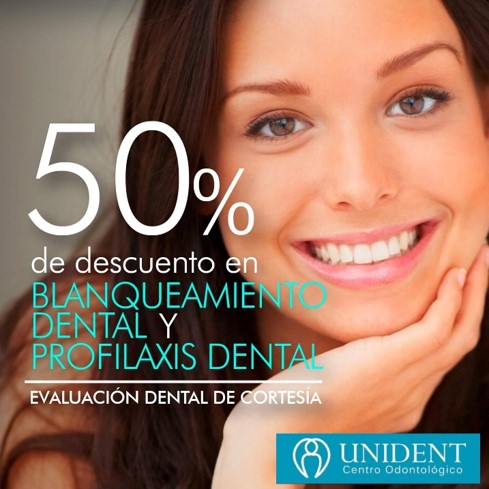 50%
de descuento en
BLANQUEAMIENTO
DENTAL Y
PROFILAXIS DENTAL
EVALUACIÓN DENTAL DE CORTESÍA
UNIDENT
Centro Odontológico